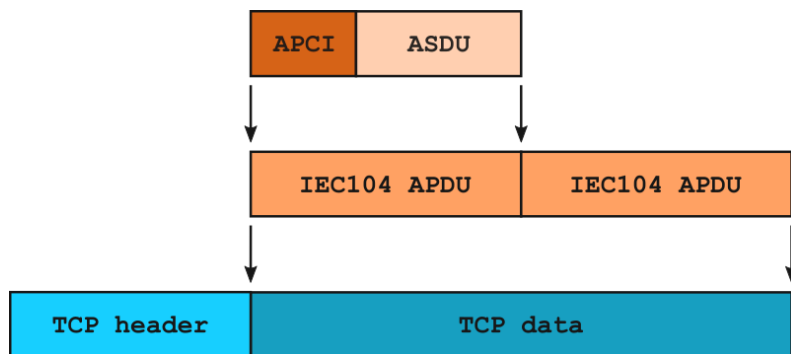 APCI ASDU
IEC104 APDU IEC104 APDU
TCP header TCP data